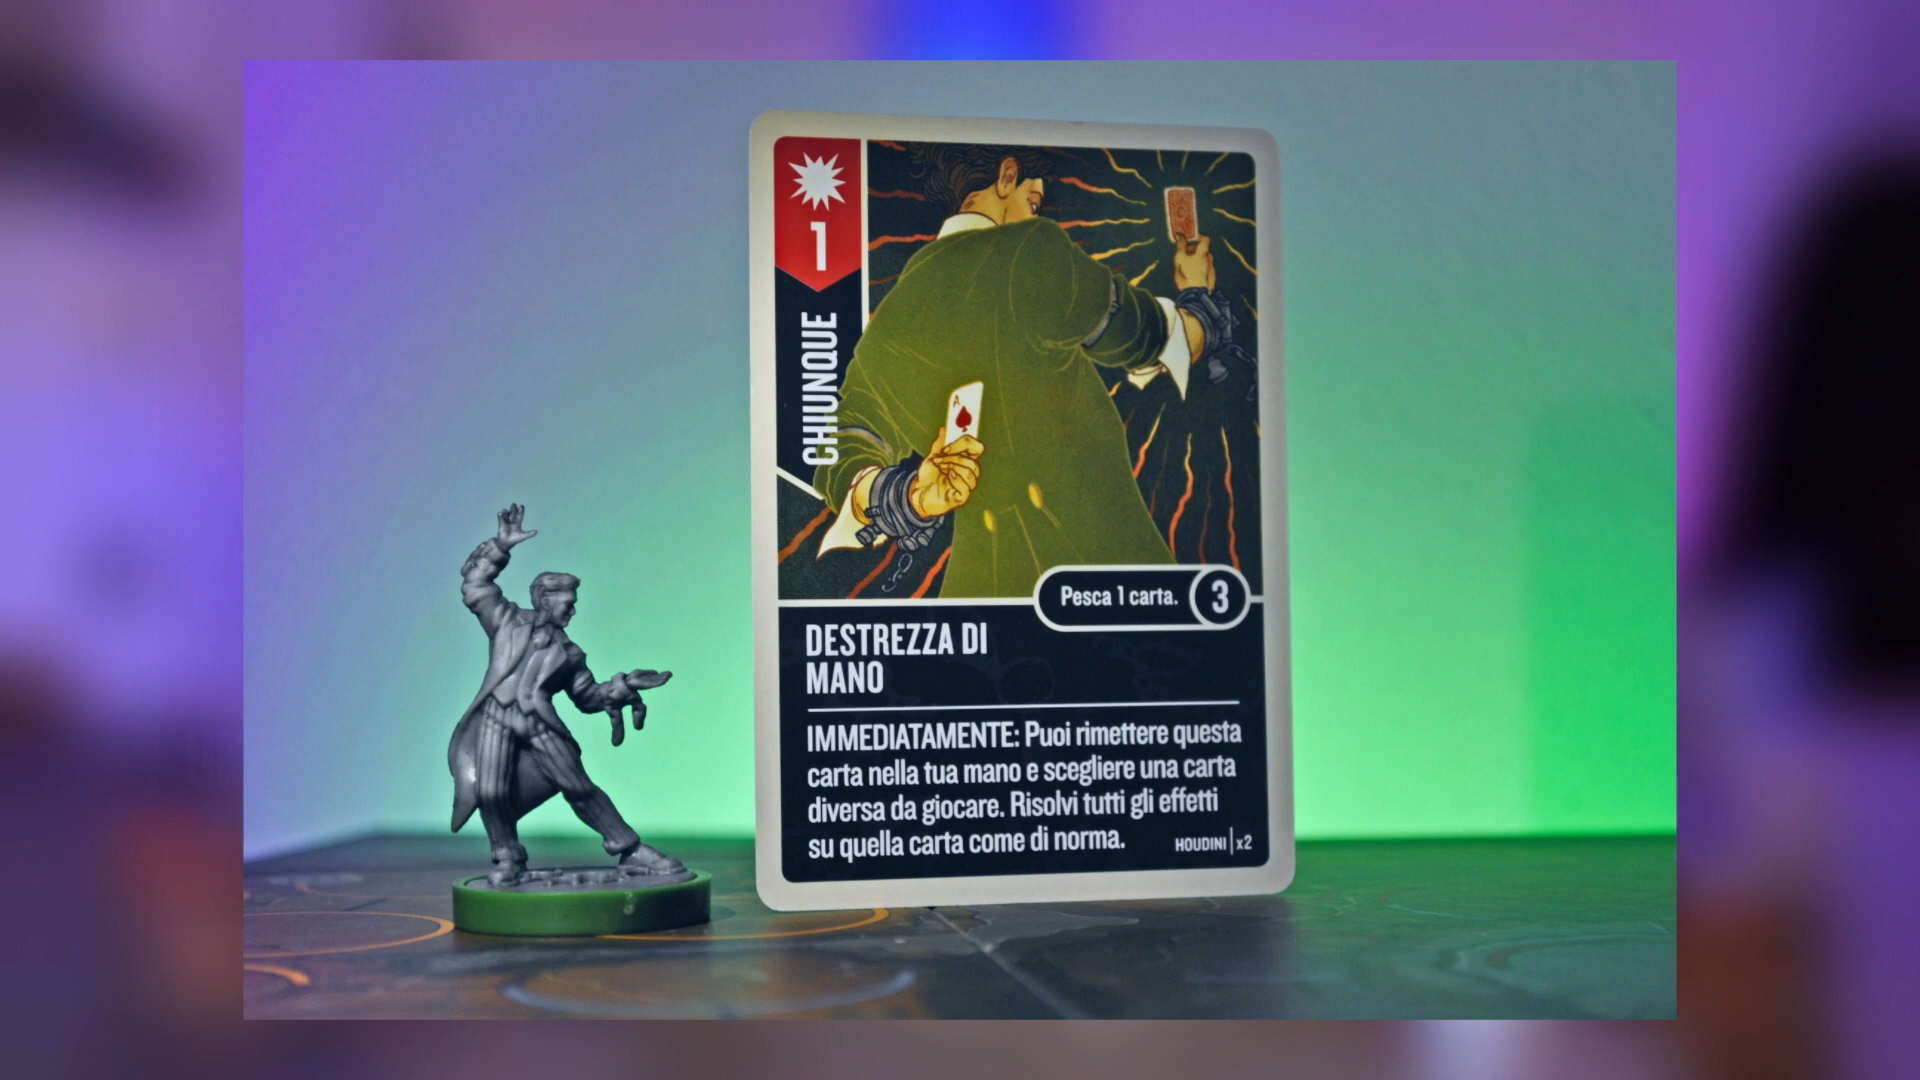 1
CHIUNQUE
A
Pesca 1 carta. 3
DESTREZZA DI
MANO
IMMEDIATAMENTE: Puoi rimettere questa
carta nella tua mano e scegliere una carta
diversa da giocare. Risolvi tutti gli effetti
su quella carta come di norma.
HOUDINI | x2